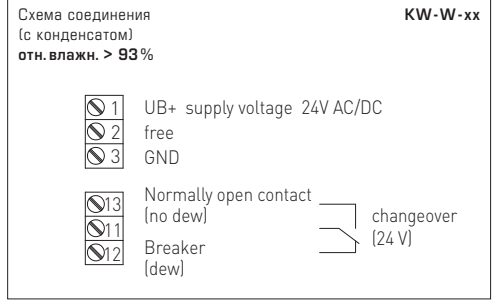 Схема соединения KW-W-xx
(с конденсатом)
отн. влажн. > 93 %
1 UB+ supply voltage 24V AC/DC
2 free
3 GND
13 Normally open contact
(no dew)
11
12 Breaker
(dew)
changeover
(24 V)